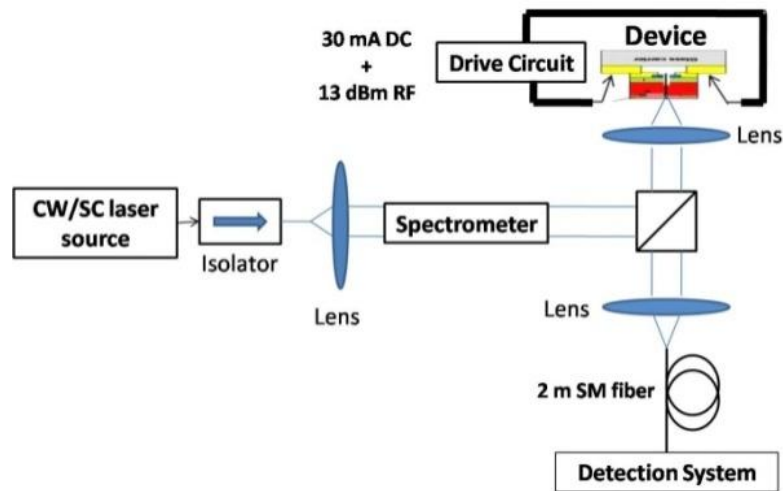 30 mA DC
+
13 dBm RF
Drive Circuit
Device
Lens
CW/SC laser
source
Isolator
Lens
Spectrometer
Lens
2 m SM fiber
Detection System